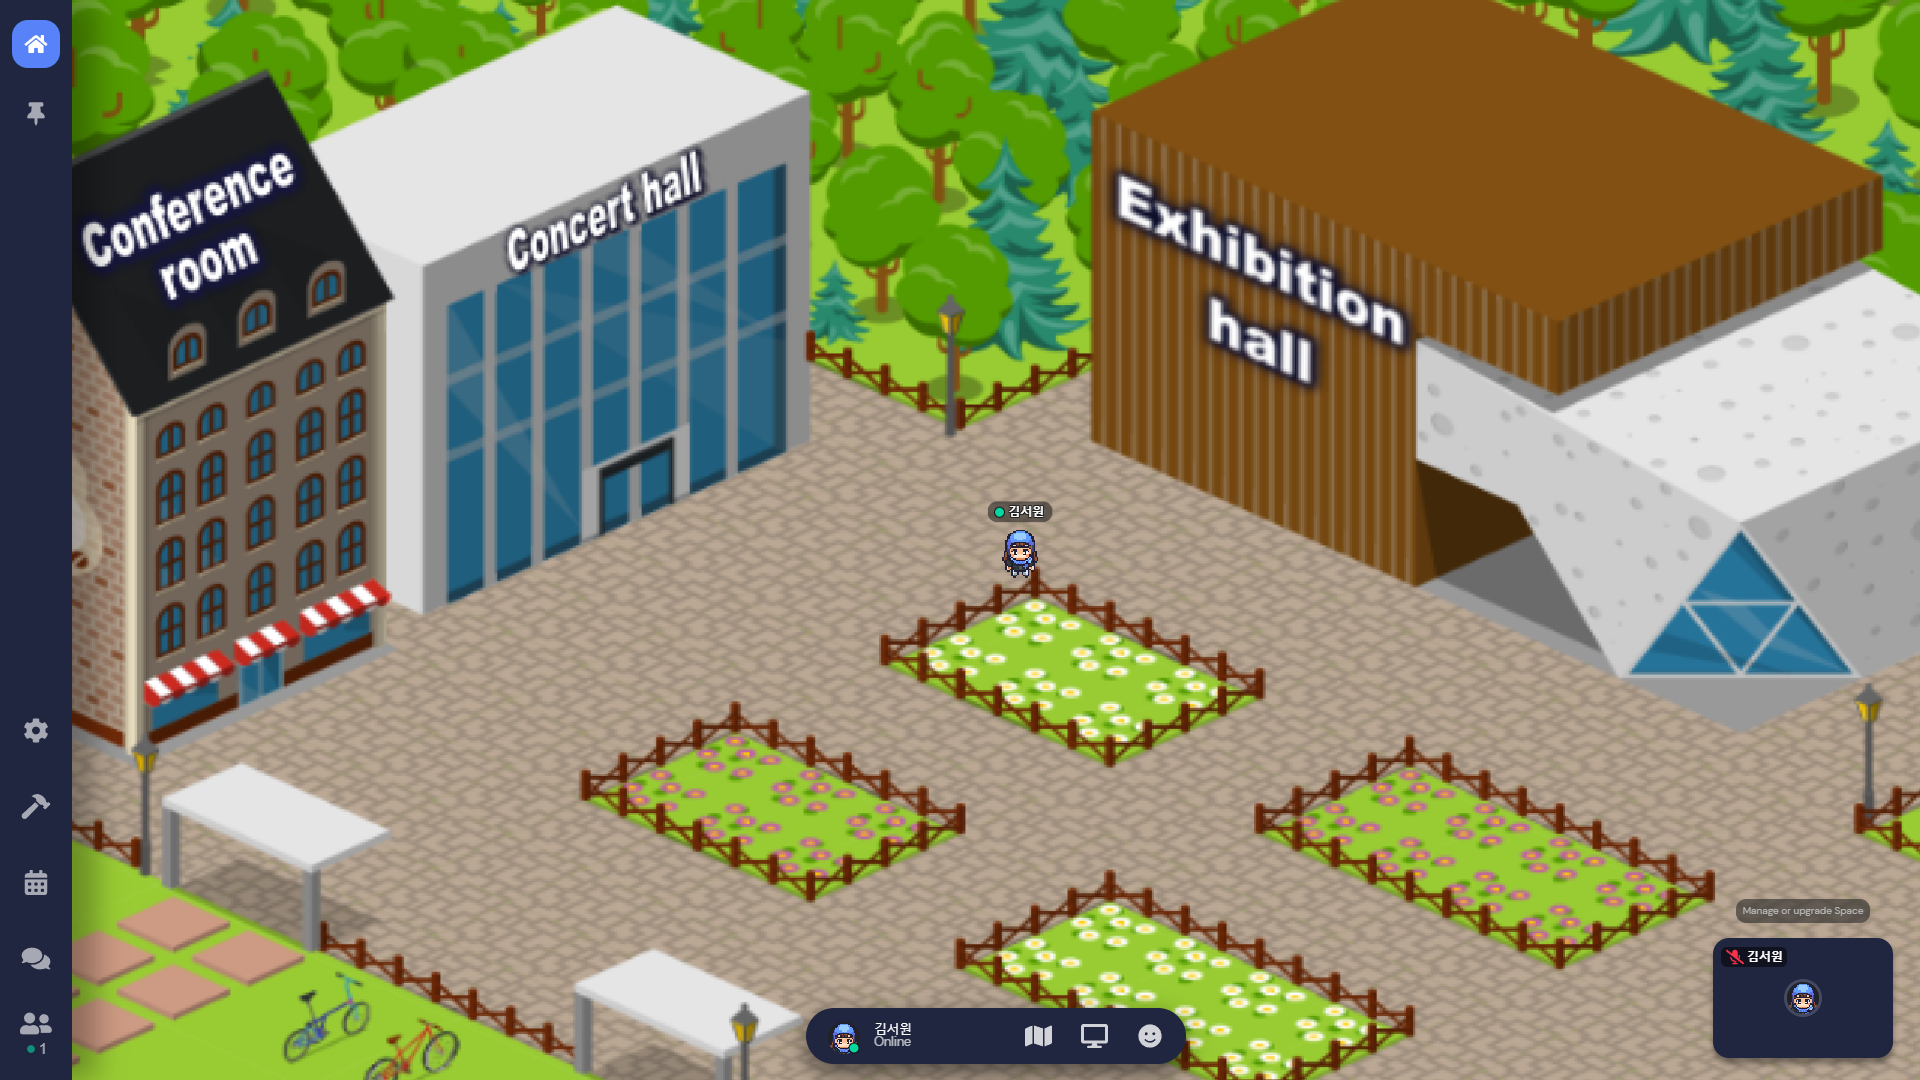 Conference
room
Concert hall
Exhibition
hall
김서원
Manage or upgrade Space
김서원
김서원
Online
1